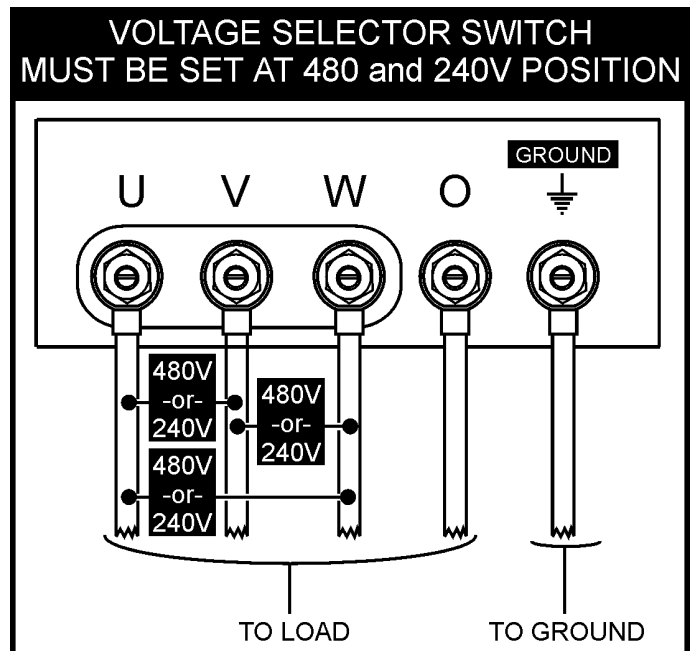 VOLTAGE SELECTOR SWITCH
MUST BE SET AT 480 and 240V POSITION
GROUND
U V W O
480V
-or-
240V
480V
-or-
240V
480V
-or-
240V
TO LOAD
TO GROUND